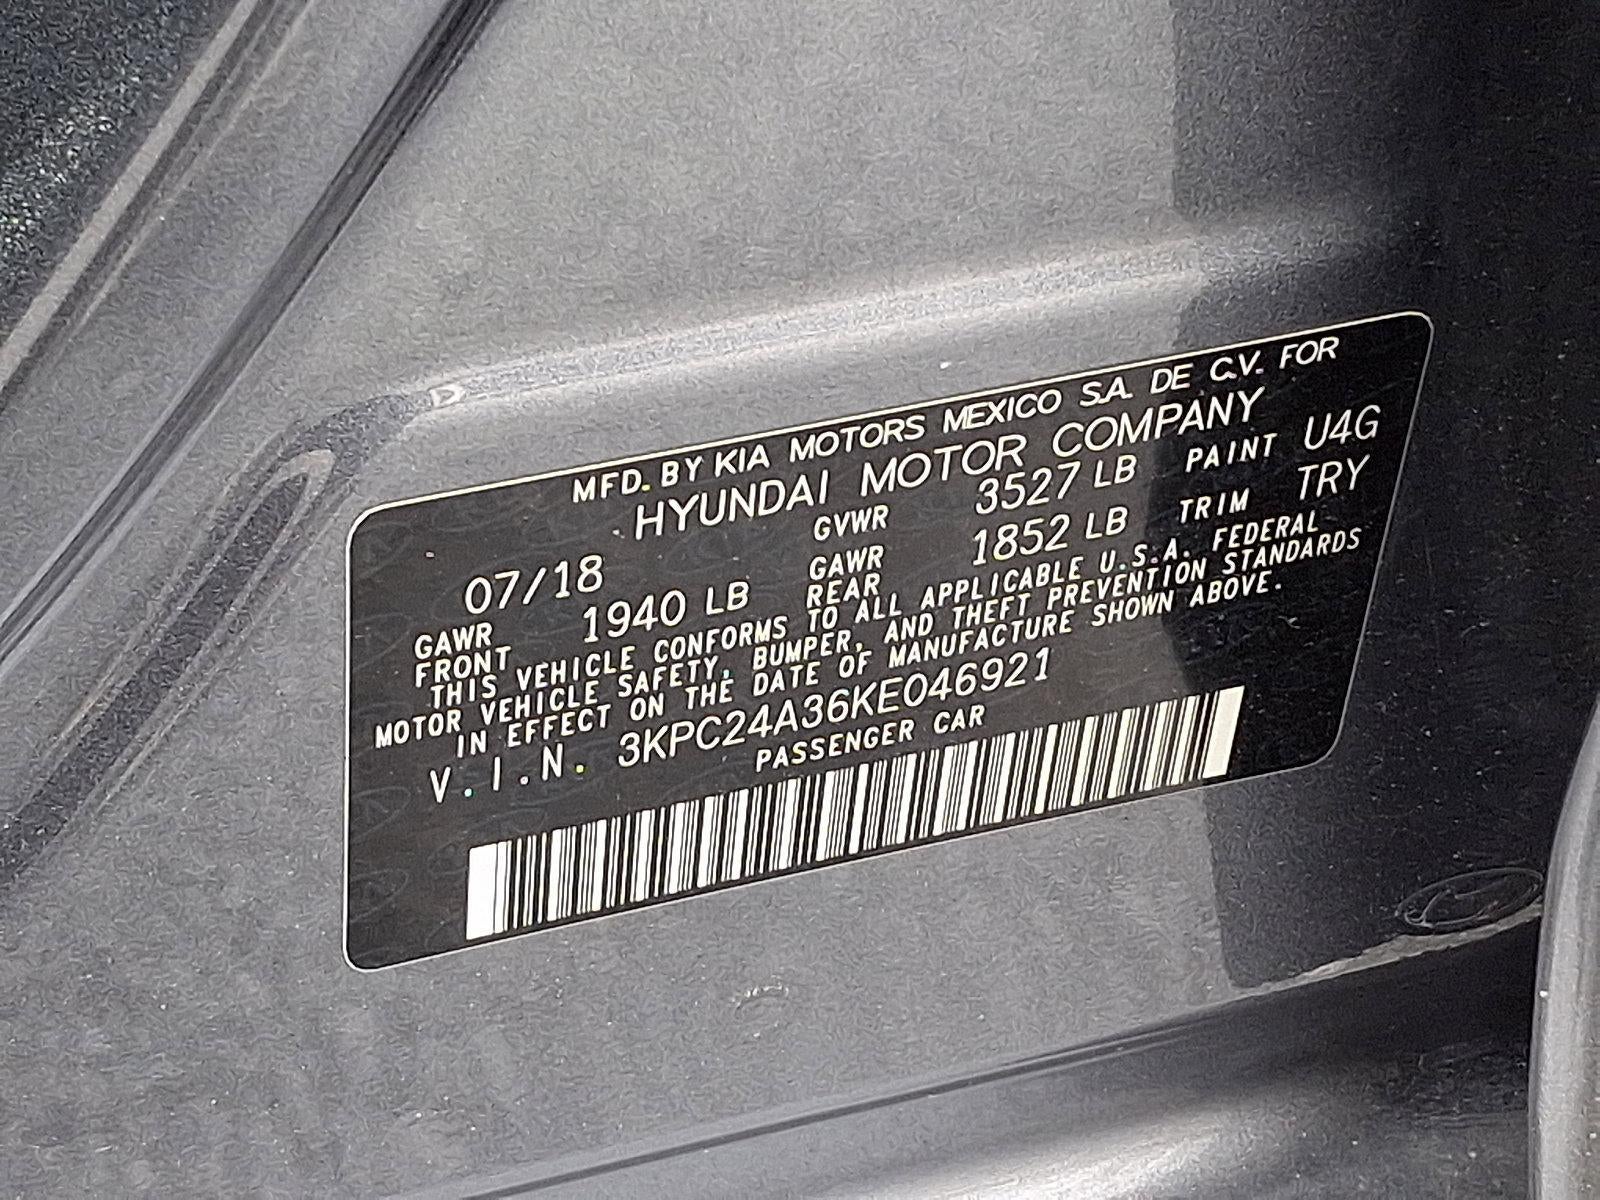 MFD. BY KIA MOTORS MEXICO S.A. DE C.V. FOR
HYUNDAI MOTOR COMPANY
07/18 GVWR 3527 LB PAINT U4G
GAWR FRONT 1940 LB GAWR REAR 1852 LB TRIM TRY
THIS VEHICLE CONFORMS TO ALL APPLICABLE U.S.A. FEDERAL
MOTOR VEHICLE SAFETY, BUMPER, AND THEFT PREVENTION STANDARDS
IN EFFECT ON THE DATE OF MANUFACTURE SHOWN ABOVE.
V.I.N. 3KPC24A36KE046921
PASSENGER CAR